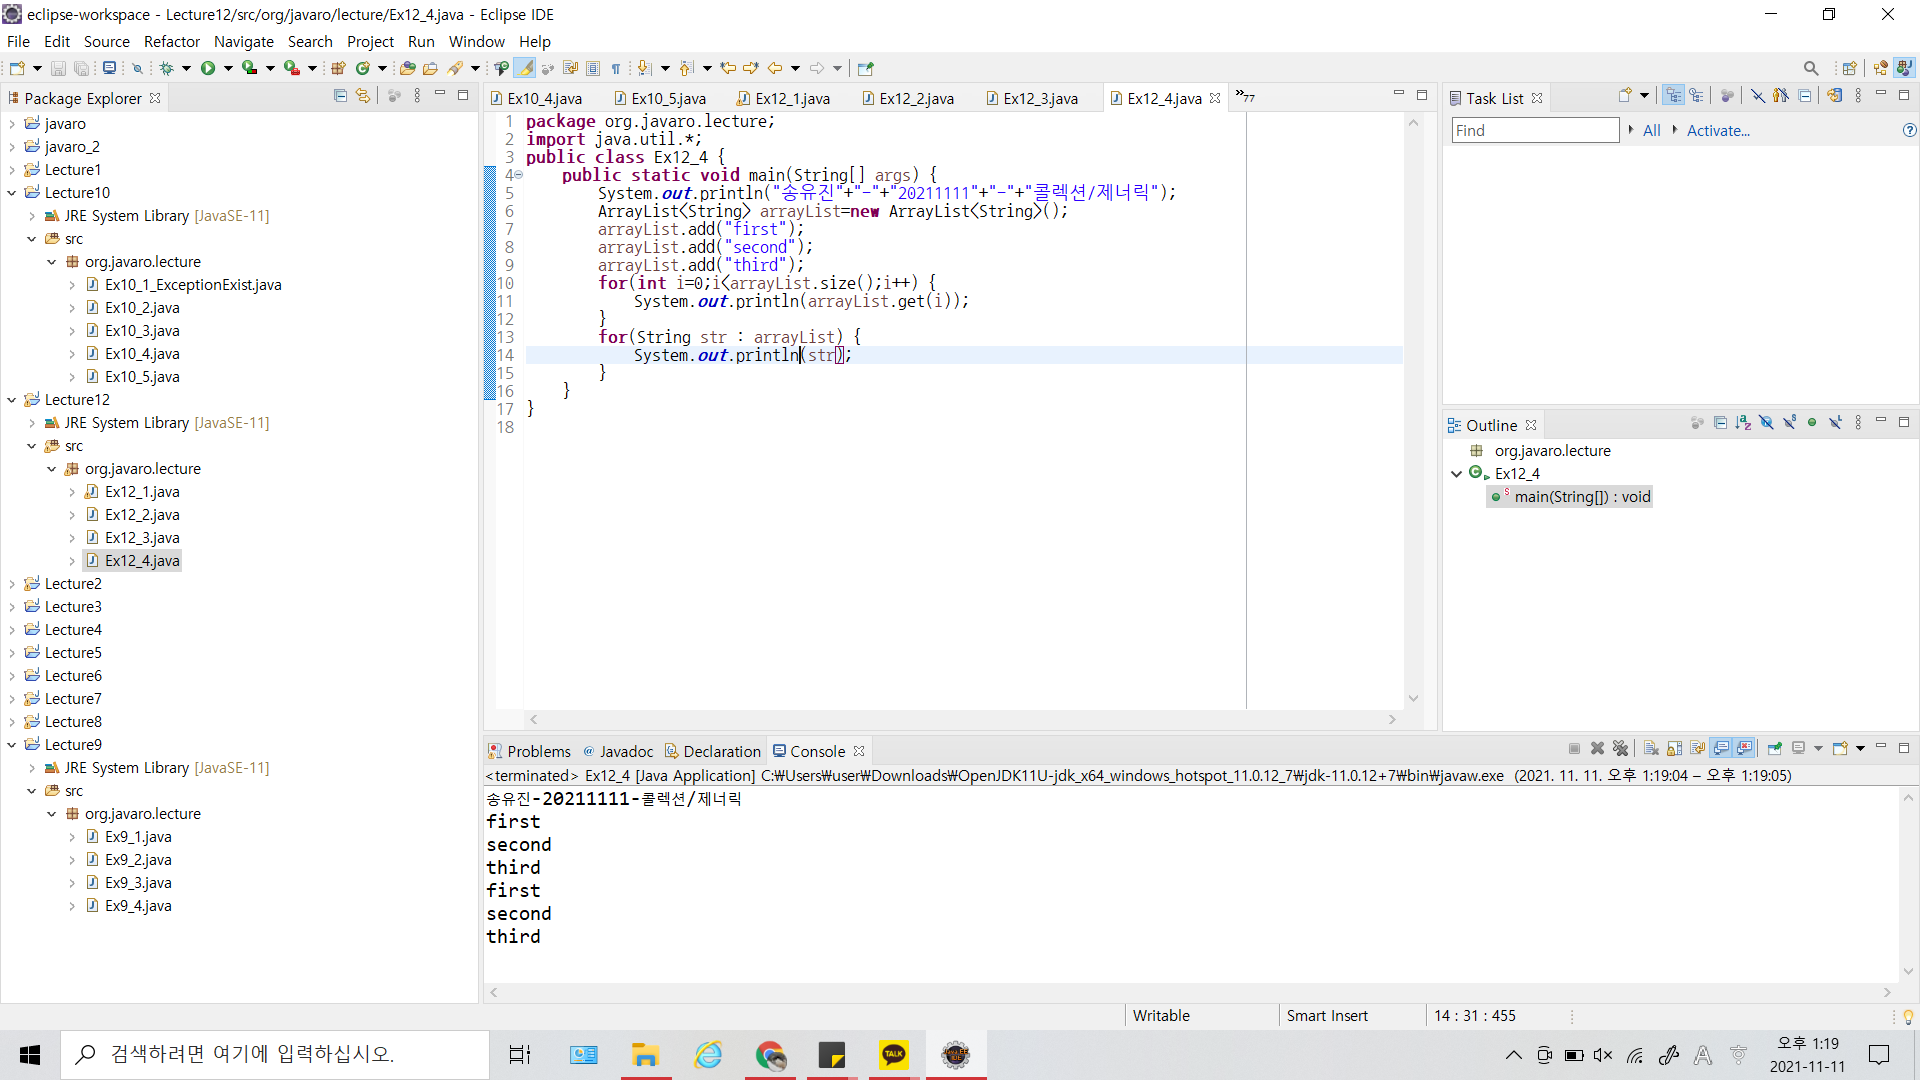 eclipse-workspace - Lecture12/src/org/javaro/lecture/Ex12_4.java - Eclipse IDE
File Edit Source Refactor Navigate Search Project Run Window Help
Package Explorer
javaro
javaro_2
Lecture1
Lecture10
JRE System Library [JavaSE-11]
src
org.javaro.lecture
Ex10_1_ExceptionExist.java
Ex10_2.java
Ex10_3.java
Ex10_4.java
Ex10_5.java
Lecture12
JRE System Library [JavaSE-11]
src
org.javaro.lecture
Ex12_1.java
Ex12_2.java
Ex12_3.java
Ex12_4.java
Lecture2
Lecture3
Lecture4
Lecture5
Lecture6
Lecture7
Lecture8
Lecture9
JRE System Library [JavaSE-11]
src
org.javaro.lecture
Ex9_1.java
Ex9_2.java
Ex9_3.java
Ex9_4.java
Ex10_4.java Ex10_5.java Ex12_1.java Ex12_2.java Ex12_3.java Ex12_4.java »77
1 package org.javaro.lecture;
2 import java.util.*;
3 public class Ex12_4 {
4 public static void main(String[] args) {
5 System.out.println("송유진"+"-"+"20211111"+"-"+"콜렉션/제너릭");
6 ArrayList<String> arrayList=new ArrayList<String>();
7 arrayList.add("first");
8 arrayList.add("second");
9 arrayList.add("third");
10 for(int i=0;i<arrayList.size();i++) {
11 System.out.println(arrayList.get(i));
12 }
13 for(String str : arrayList) {
14 System.out.println(str);
15 }
16 }
17 }
18
Task List
Find All Activate...
Outline
org.javaro.lecture
Ex12_4
main(String[]) : void
Problems @ Javadoc Declaration Console
<terminated> Ex12_4 [Java Application] C:₩Users₩user₩Downloads₩OpenJDK11U-jdk_x64_windows_hotspot_11.0.12_7₩jdk-11.0.12+7₩bin₩javaw.exe (2021. 11. 11. 오후 1:19:04 – 오후 1:19:05)
송유진-20211111-콜렉션/제너릭
first
second
third
first
second
third
Writable Smart Insert 14 : 31 : 455
검색하려면 여기에 입력하십시오.
TALK
A
오후 1:19
2021-11-11